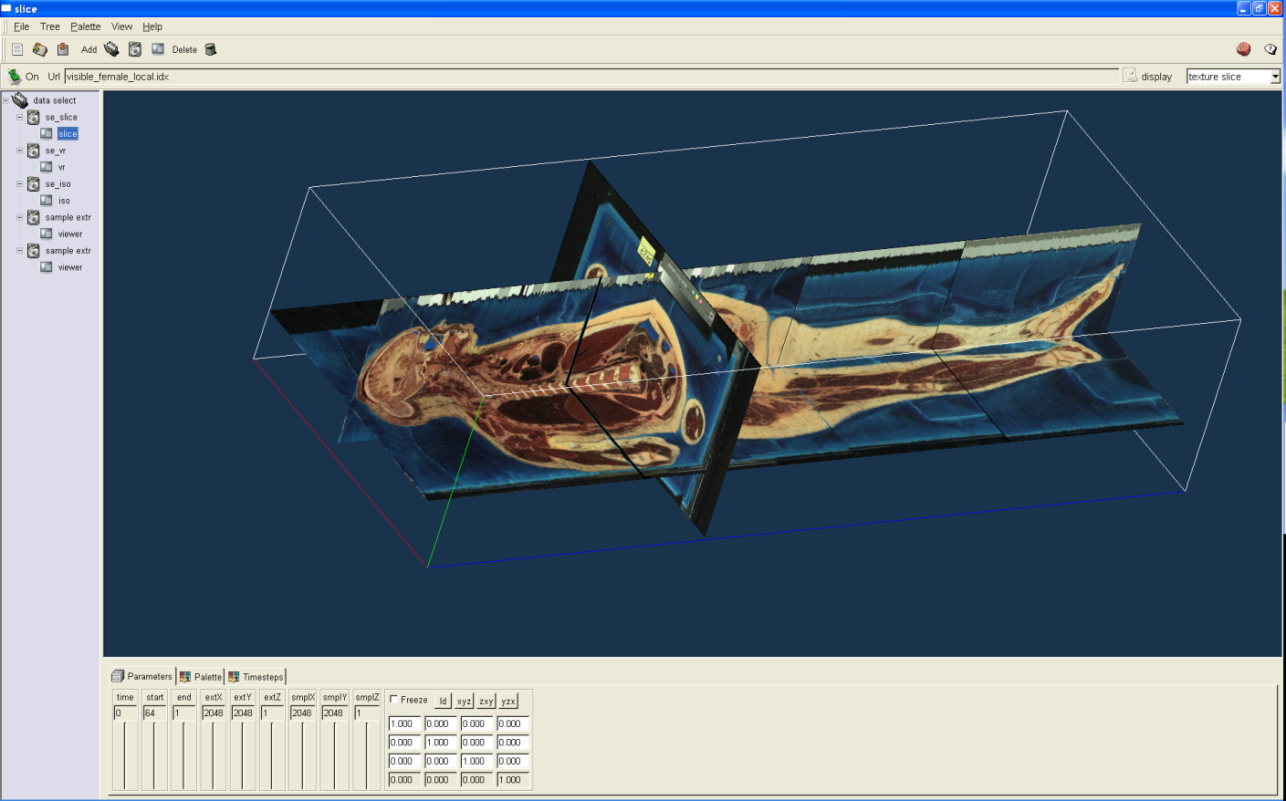 slice
File Tree Palette View Help
Add Delete
On Url visible_female_local.idx display texture slice
data select
se_slice
slice
se_vr
vr
se_iso
iso
sample extr
viewer
sample extr
viewer
Parameters Palette Timesteps
time start end extX extY extZ smplX smplY smplZ Freeze Id xyz zxy yzx
0 64 1 2048 2048 1 2048 2048 1
1.000 0.000 0.000 0.000
0.000 1.000 0.000 0.000
0.000 0.000 1.000 0.000
0.000 0.000 0.000 1.000